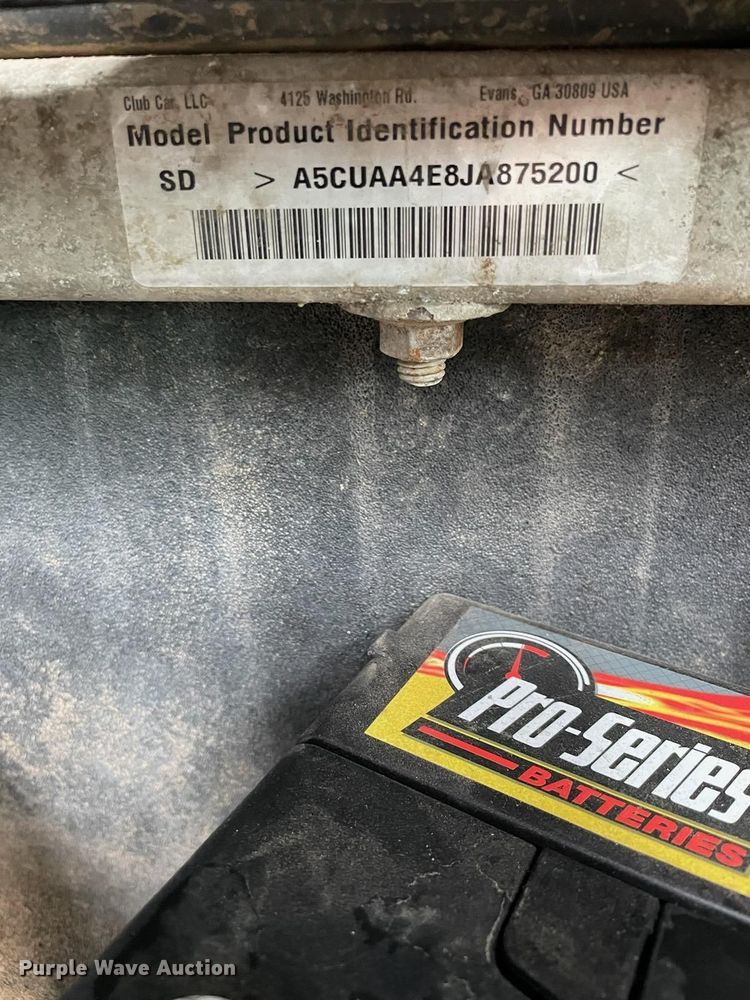 Club Car, LLC 4125 Washington Rd. Evans, GA 30809 USA
Model Product Identification Number
SD > A5CUAA4E8JA875200 <
Pro-Series
BATTERIES
Purple Wave Auction